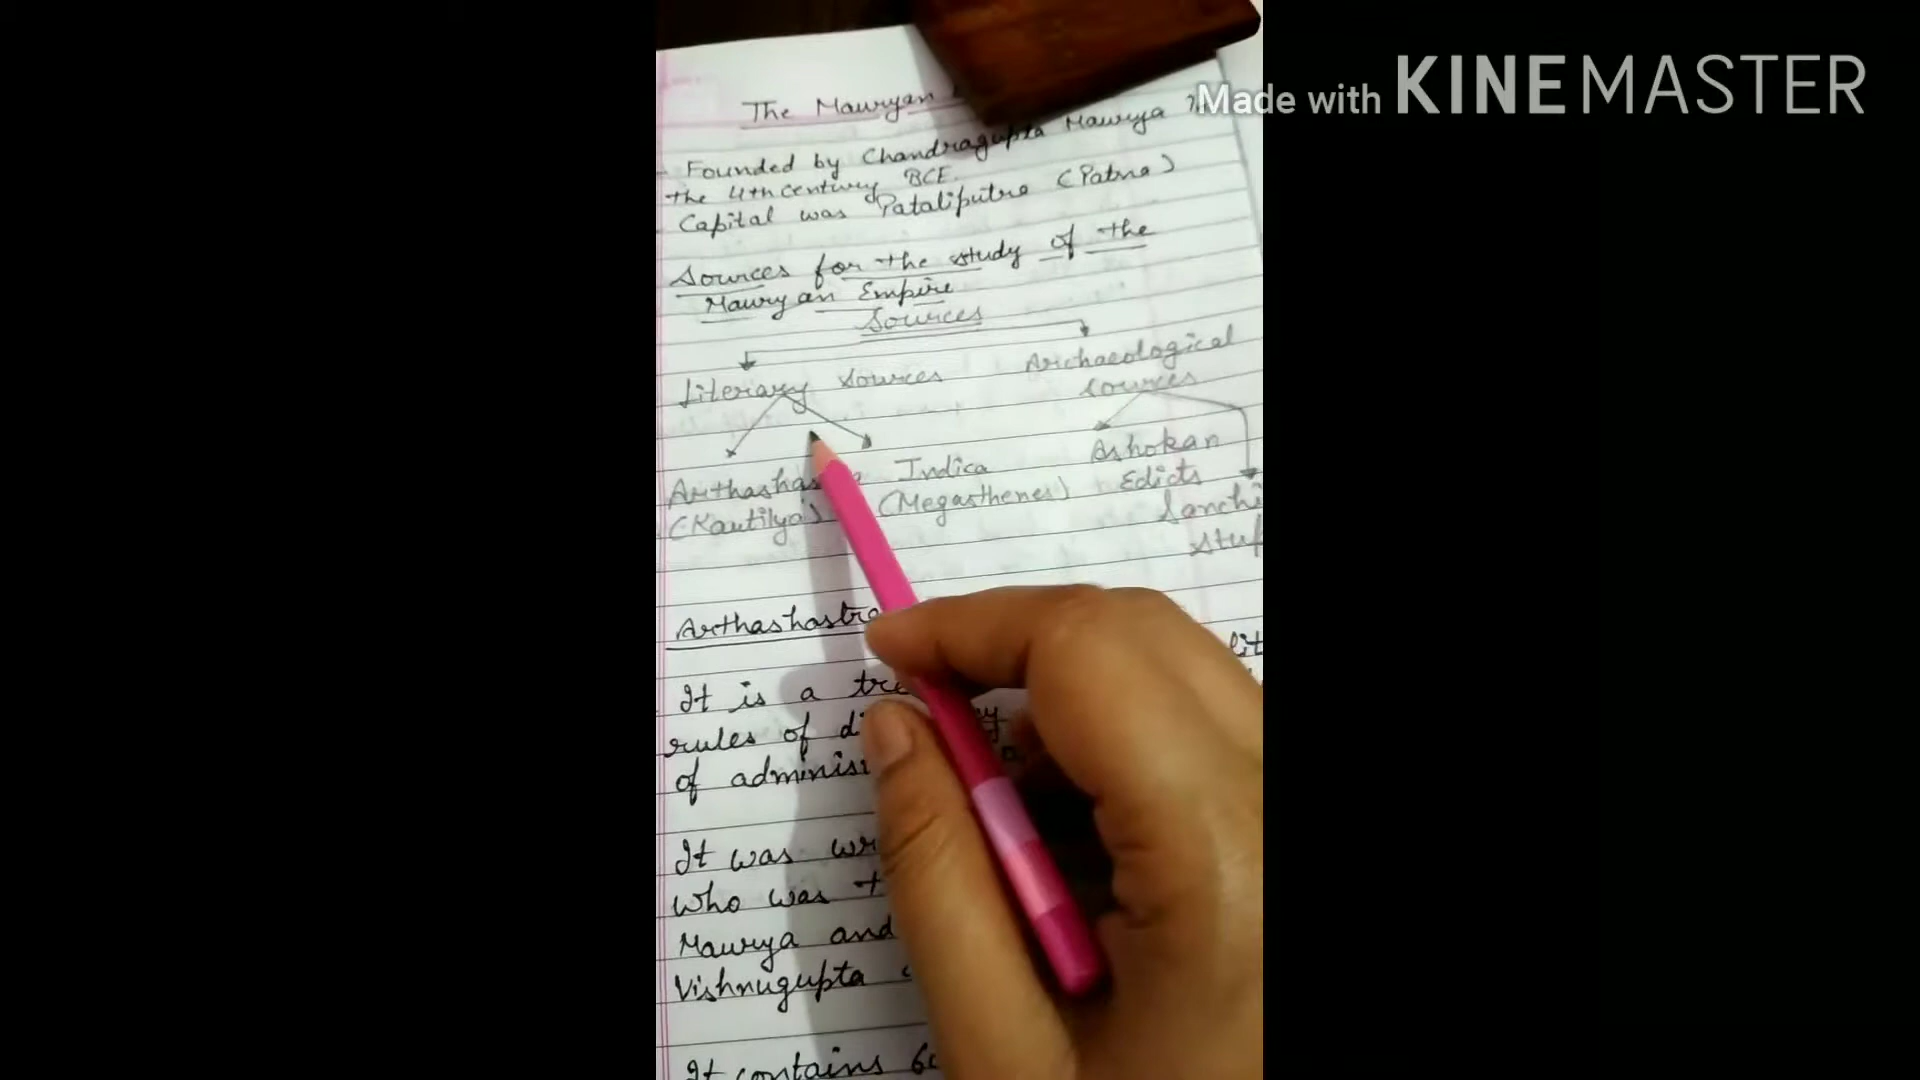 Made with KINEMASTER
The Mauryan
Founded by Chandragupta Maurya
the 4th century BCE.
Capital was Pataliputra (Patna)
Sources for the study of the
Mauryan Empire
Sources
Literary sources Archaeological
sources
Indica Ashokan
(Kautilya) (Megasthenes) Edicts
Sanchi
Arthashastra
It is a
rules of
of
It was
who was
Maurya and
Vishnugupta
It contains